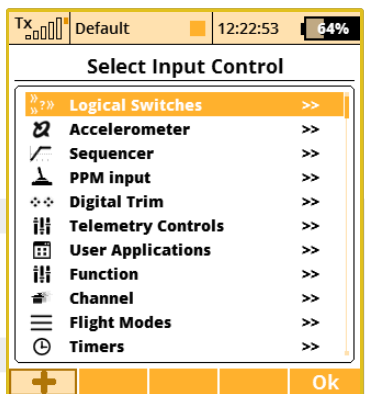 Tx Default 12:22:53 64%
Select Input Control
»?» Logical Switches >>
Accelerometer >>
Sequencer >>
PPM input >>
Digital Trim >>
Telemetry Controls >>
User Applications >>
Function >>
Channel >>
Flight Modes >>
Timers >>
+ Ok